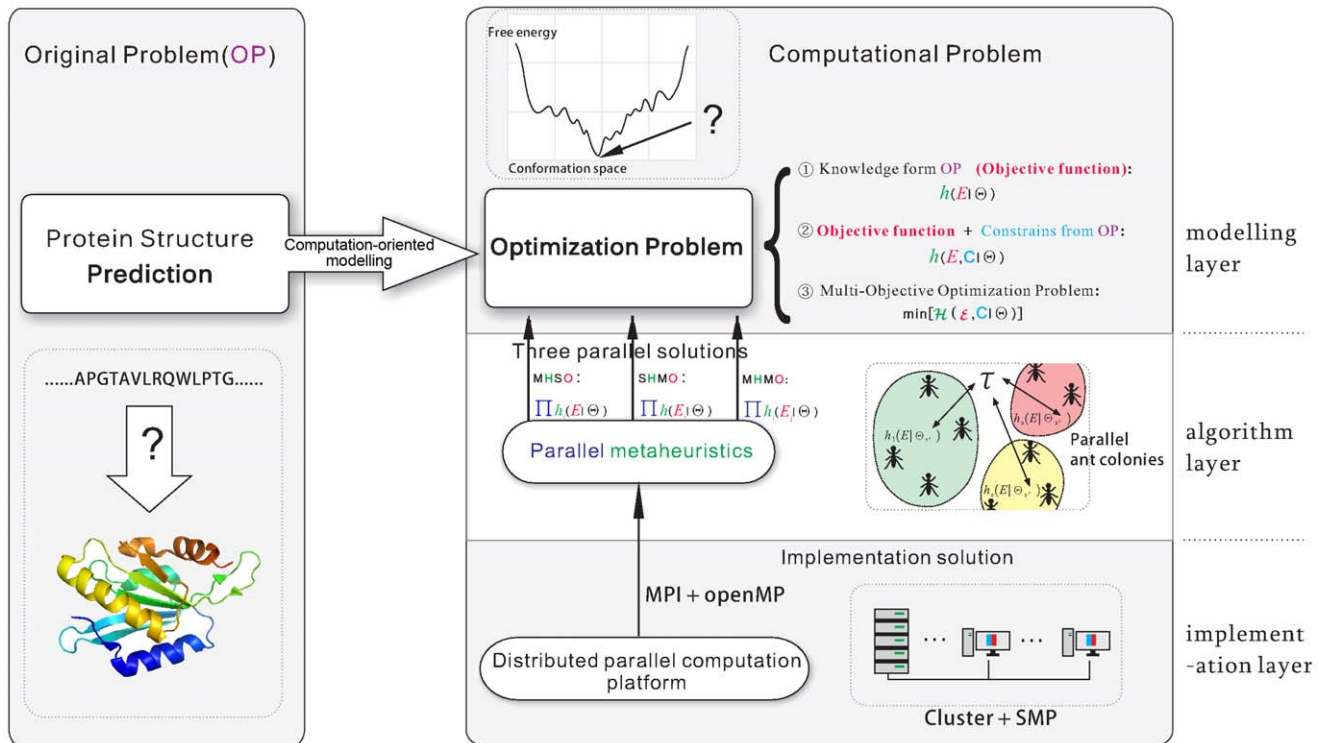 Original Problem(OP)
Protein Structure
Prediction
......APGTAVLRQWLPTG......
?
Computation-oriented
modelling
Free energy
?
Conformation space
Computational Problem
Optimization Problem
① Knowledge form OP (Objective function):
h(E|Θ)
② Objective function + Constrains from OP:
h(E,C|Θ)
③ Multi-Objective Optimization Problem:
min[ℋ(ℰ,C|Θ)]
modelling
layer
Three parallel solutions
MHSO:
∏ h(E|Θ)
SHMO:
∏ h(E|Θ)
MHMO:
∏ h(E|Θ)
Parallel metaheuristics
τ
Parallel
ant colonies
algorithm
layer
Implementation solution
MPI + openMP
Distributed parallel computation
platform
... ...
Cluster + SMP
implement
-ation layer